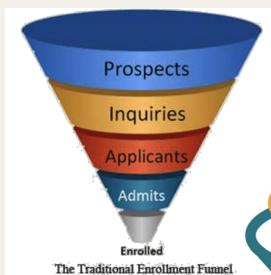 Prospects
Inquiries
Applicants
Admits
Enrolled
The Traditional Enrollment Funnel